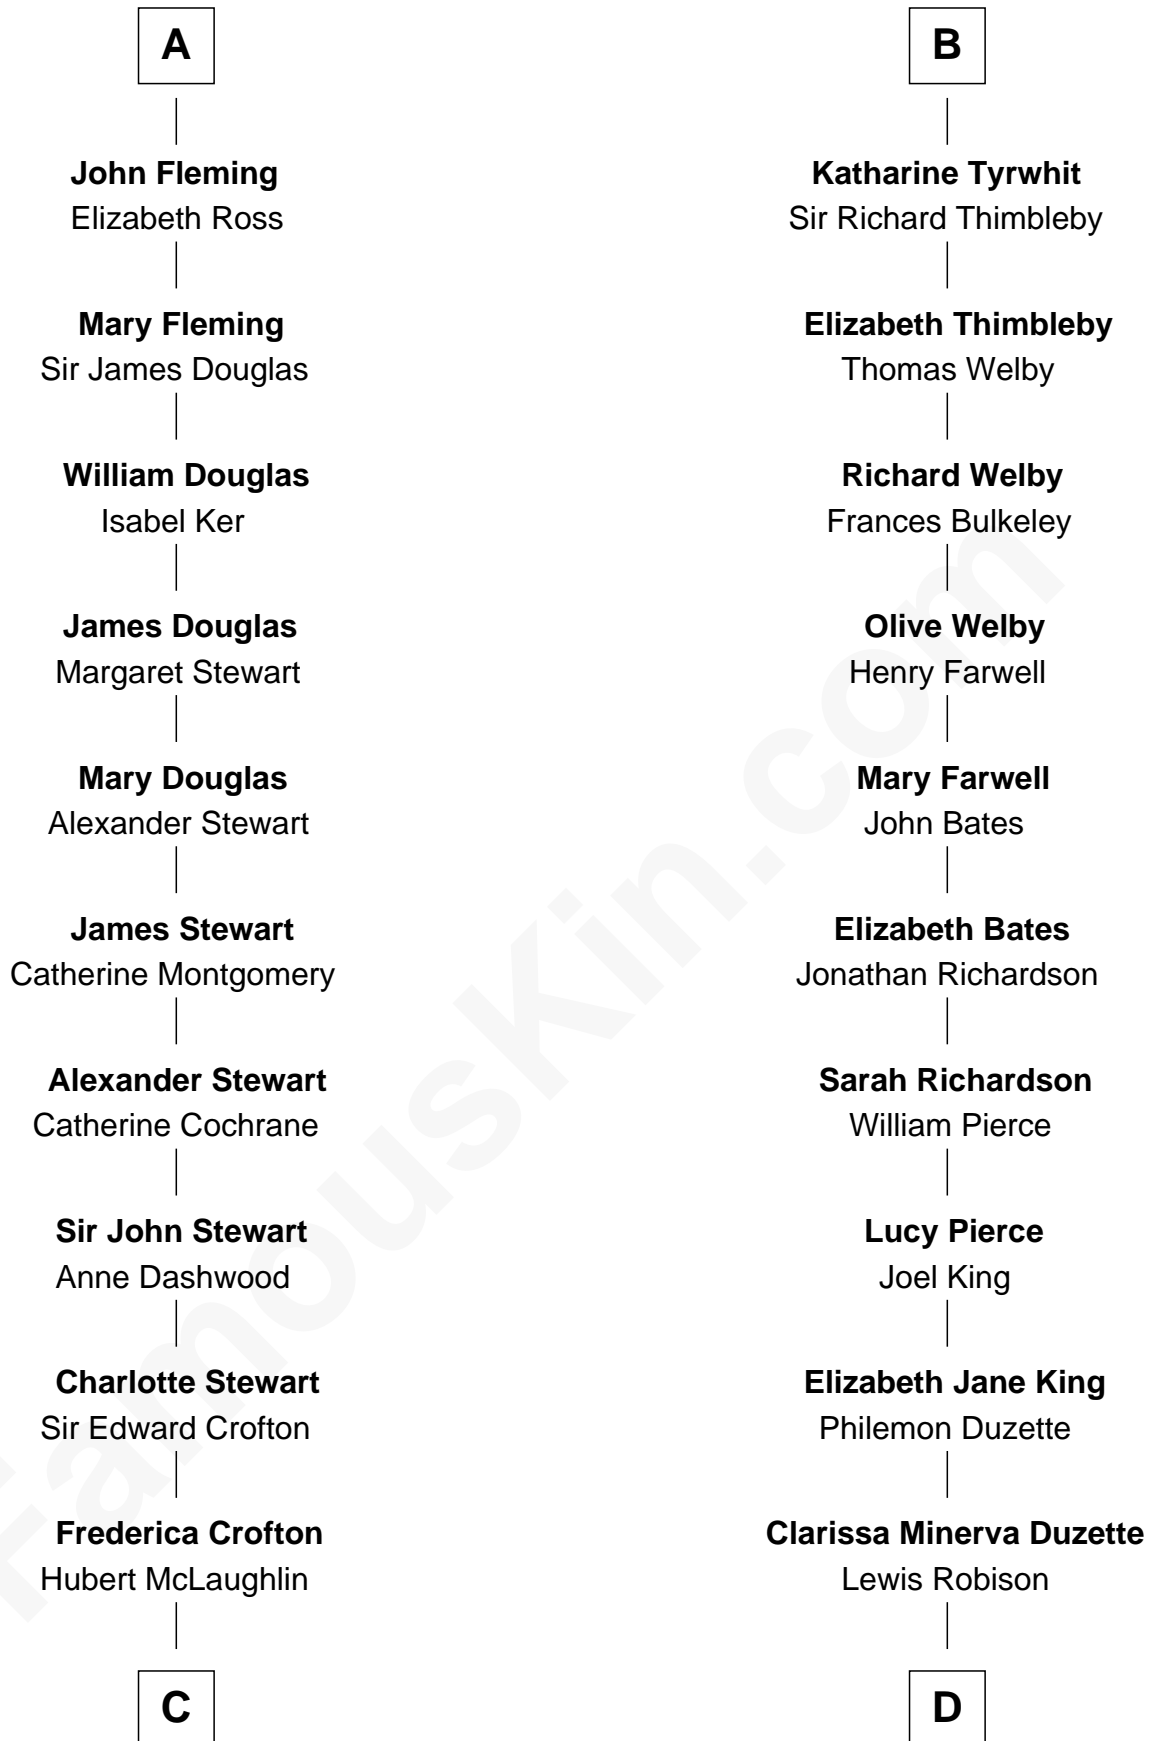 A
John Fleming
Elizabeth Ross
Mary Fleming
Sir James Douglas
William Douglas
Isabel Ker
James Douglas
Margaret Stewart
Mary Douglas
Alexander Stewart
James Stewart
Catherine Montgomery
Alexander Stewart
Catherine Cochrane
Sir John Stewart
Anne Dashwood
Charlotte Stewart
Sir Edward Crofton
Frederica Crofton
Hubert McLaughlin
C
B
Katharine Tyrwhit
Sir Richard Thimbleby
Elizabeth Thimbleby
Thomas Welby
Richard Welby
Frances Bulkeley
Olive Welby
Henry Farwell
Mary Farwell
John Bates
Elizabeth Bates
Jonathan Richardson
Sarah Richardson
William Pierce
Lucy Pierce
Joel King
Elizabeth Jane King
Philemon Duzette
Clarissa Minerva Duzette
Lewis Robison
D
FamousKin.com